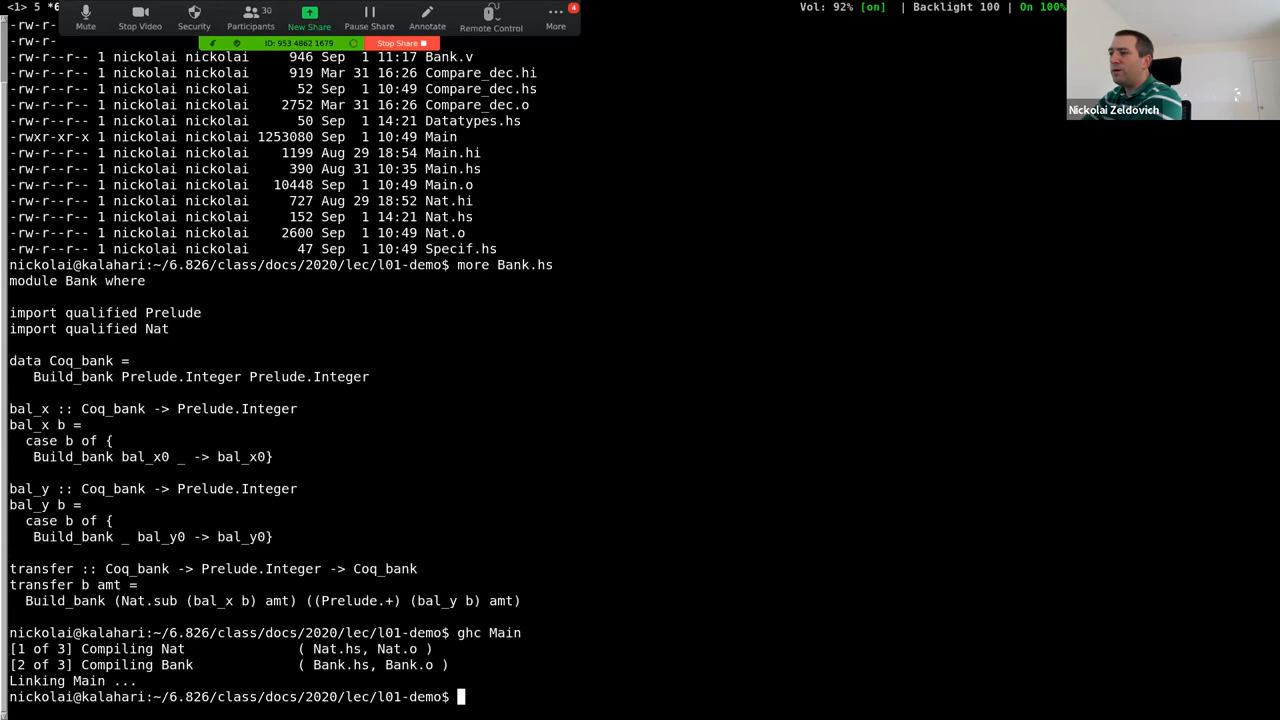 <1> 5 *6
Mute
Stop Video
Security
Participants
30
New Share
Pause Share
Annotate
Remote Control
More
4
ID: 953 4862 1679
Stop Share
Vol: 92% [on] | Backlight 100 | On 100%
Nickolai Zeldovich
-rw-r-
-rw-r-
-rw-r--r-- 1 nickolai nickolai     946 Sep  1 11:17 Bank.v
-rw-r--r-- 1 nickolai nickolai     919 Mar 31 16:26 Compare_dec.hi
-rw-r--r-- 1 nickolai nickolai      52 Sep  1 10:49 Compare_dec.hs
-rw-r--r-- 1 nickolai nickolai    2752 Mar 31 16:26 Compare_dec.o
-rw-r--r-- 1 nickolai nickolai      50 Sep  1 14:21 Datatypes.hs
-rwxr-xr-x 1 nickolai nickolai 1253080 Sep  1 10:49 Main
-rw-r--r-- 1 nickolai nickolai    1199 Aug 29 18:54 Main.hi
-rw-r--r-- 1 nickolai nickolai     390 Aug 31 10:35 Main.hs
-rw-r--r-- 1 nickolai nickolai   10448 Sep  1 10:49 Main.o
-rw-r--r-- 1 nickolai nickolai     727 Aug 29 18:52 Nat.hi
-rw-r--r-- 1 nickolai nickolai     152 Sep  1 14:21 Nat.hs
-rw-r--r-- 1 nickolai nickolai    2600 Sep  1 10:49 Nat.o
-rw-r--r-- 1 nickolai nickolai      47 Sep  1 10:49 Specif.hs
nickolai@kalahari:~/6.826/class/docs/2020/lec/l01-demo$ more Bank.hs
module Bank where
import qualified Prelude
import qualified Nat
data Coq_bank =
   Build_bank Prelude.Integer Prelude.Integer
bal_x :: Coq_bank -> Prelude.Integer
bal_x b =
  case b of {
   Build_bank bal_x0 _ -> bal_x0}
bal_y :: Coq_bank -> Prelude.Integer
bal_y b =
  case b of {
   Build_bank _ bal_y0 -> bal_y0}
transfer :: Coq_bank -> Prelude.Integer -> Coq_bank
transfer b amt =
  Build_bank (Nat.sub (bal_x b) amt) ((Prelude.+) (bal_y b) amt)
nickolai@kalahari:~/6.826/class/docs/2020/lec/l01-demo$ ghc Main
[1 of 3] Compiling Nat              ( Nat.hs, Nat.o )
[2 of 3] Compiling Bank             ( Bank.hs, Bank.o )
Linking Main ...
nickolai@kalahari:~/6.826/class/docs/2020/lec/l01-demo$